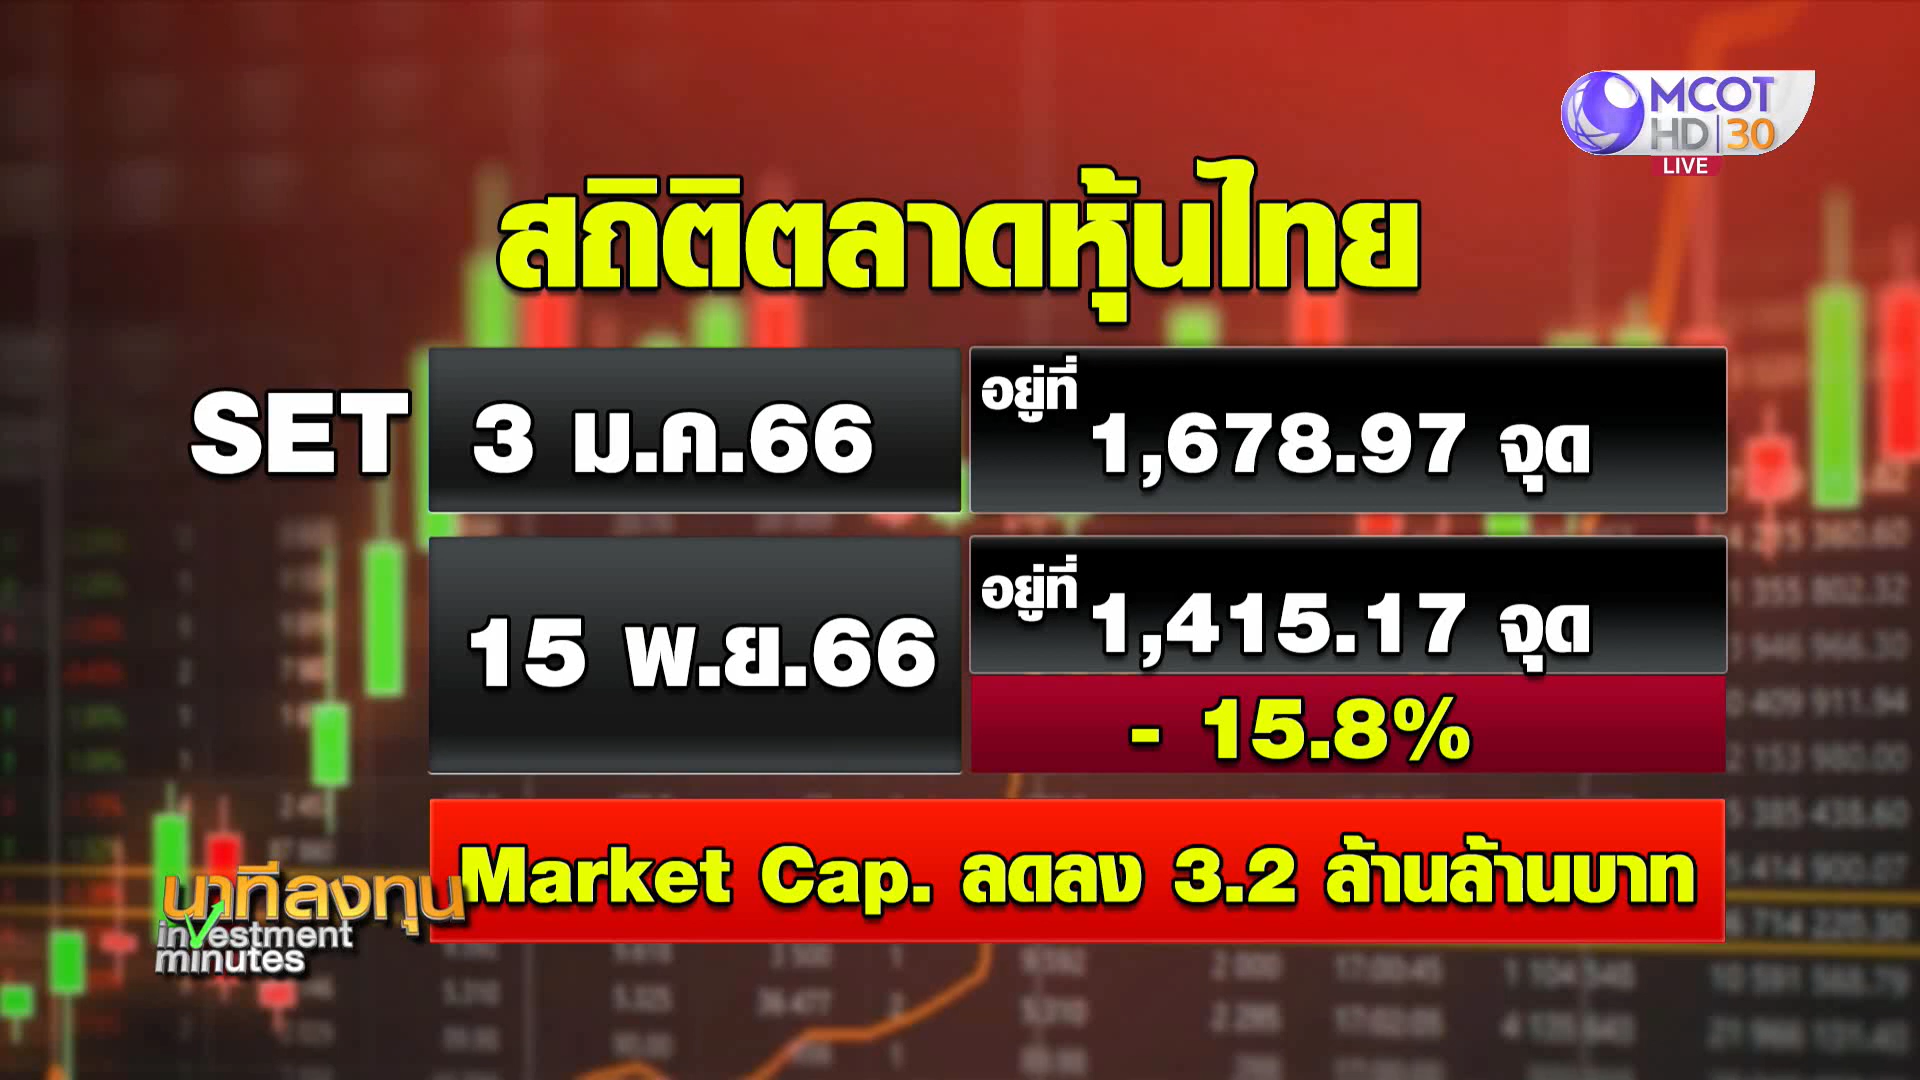 MCOT
HD 30
LIVE
สถิติตลาดหุ้นไทย
SET 3 ม.ค.66 อยู่ที่ 1,678.97 จุด
15 พ.ย.66 อยู่ที่ 1,415.17 จุด
- 15.8%
Market Cap. ลดลง 3.2 ล้านล้านบาท
นาทีลงทุน
investment
minutes